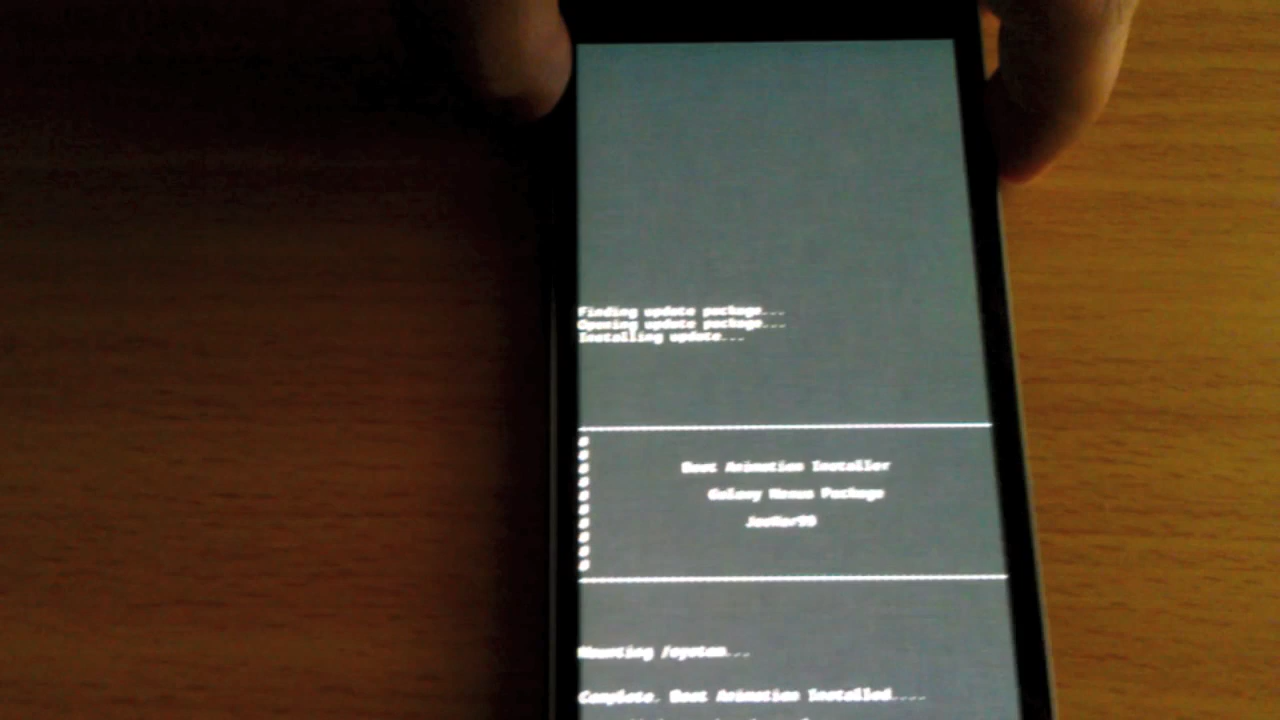 Finding update package...
Opening update package...
Installing update...
Boot Animation Installer
Galaxy Nexus Package
Mounting /system...
Complete. Boot Animation Installed....